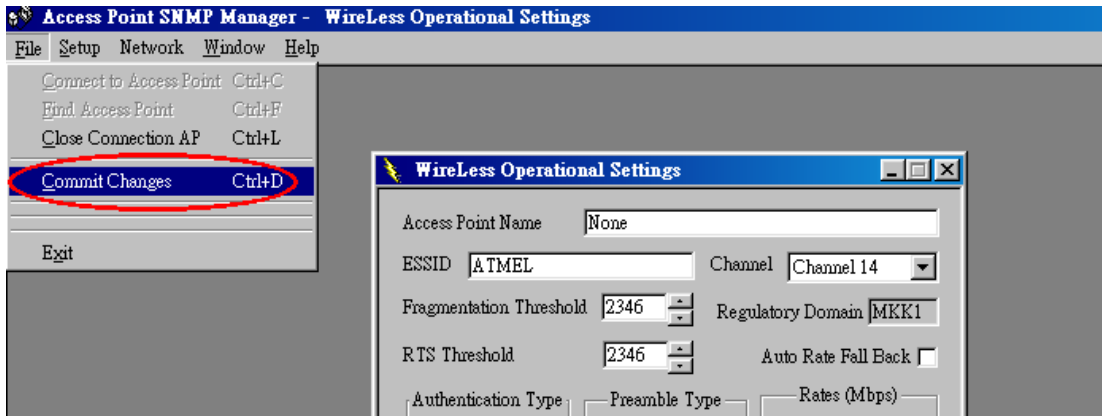 Access Point SNMP Manager - WireLess Operational Settings
File Setup Network Window Help
Connect to Access Point Ctrl+C
Find Access Point Ctrl+F
Close Connection AP Ctrl+L
Commit Changes Ctrl+D
Exit
WireLess Operational Settings
Access Point Name None
ESSID ATMEL Channel Channel 14
Fragmentation Threshold 2346 Regulatory Domain MKK1
RTS Threshold 2346 Auto Rate Fall Back
Authentication Type Preamble Type Rates (Mbps)